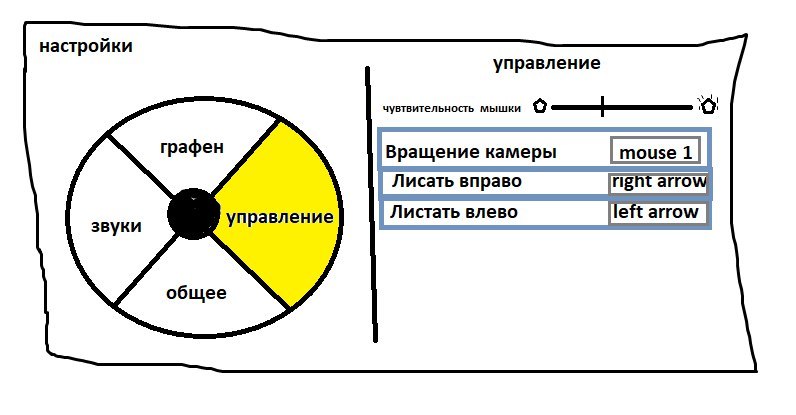 настройки
графен
звуки
управление
общее
управление
чувтвительность мышки
Вращение камеры mouse 1
Лисать вправо right arrow
Листать влево left arrow